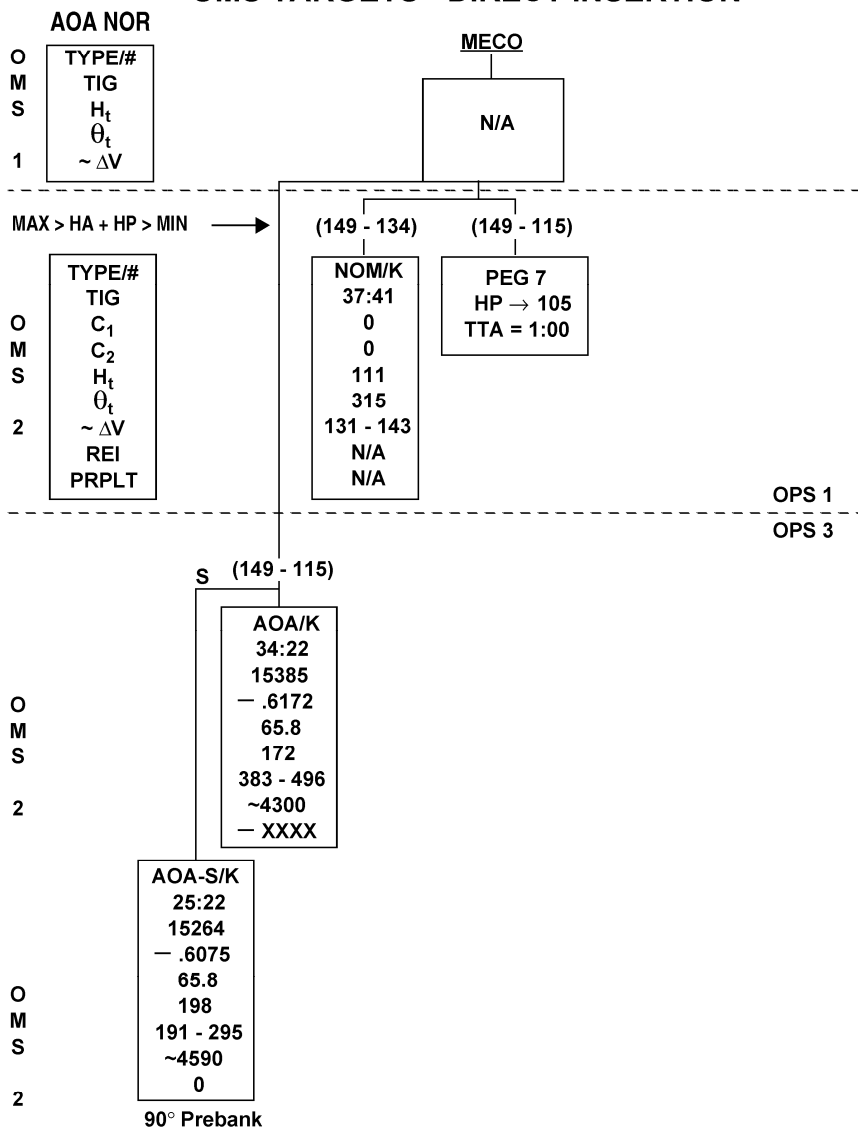 OMS TARGETS - DIRECT INSERTION
AOA NOR
OMS 1
TYPE/#
TIG
Ht
θt
~ ΔV
MECO
N/A
MAX > HA + HP > MIN
(149 - 134)
(149 - 115)
OMS 2
TYPE/#
TIG
C1
C2
Ht
θt
~ ΔV
REI
PRPLT
NOM/K
37:41
0
0
111
315
131 - 143
N/A
N/A
PEG 7
HP → 105
TTA = 1:00
OPS 1
OPS 3
S
(149 - 115)
OMS 2
AOA/K
34:22
15385
— .6172
65.8
172
383 - 496
~4300
— XXXX
OMS 2
AOA-S/K
25:22
15264
— .6075
65.8
198
191 - 295
~4590
0
90° Prebank